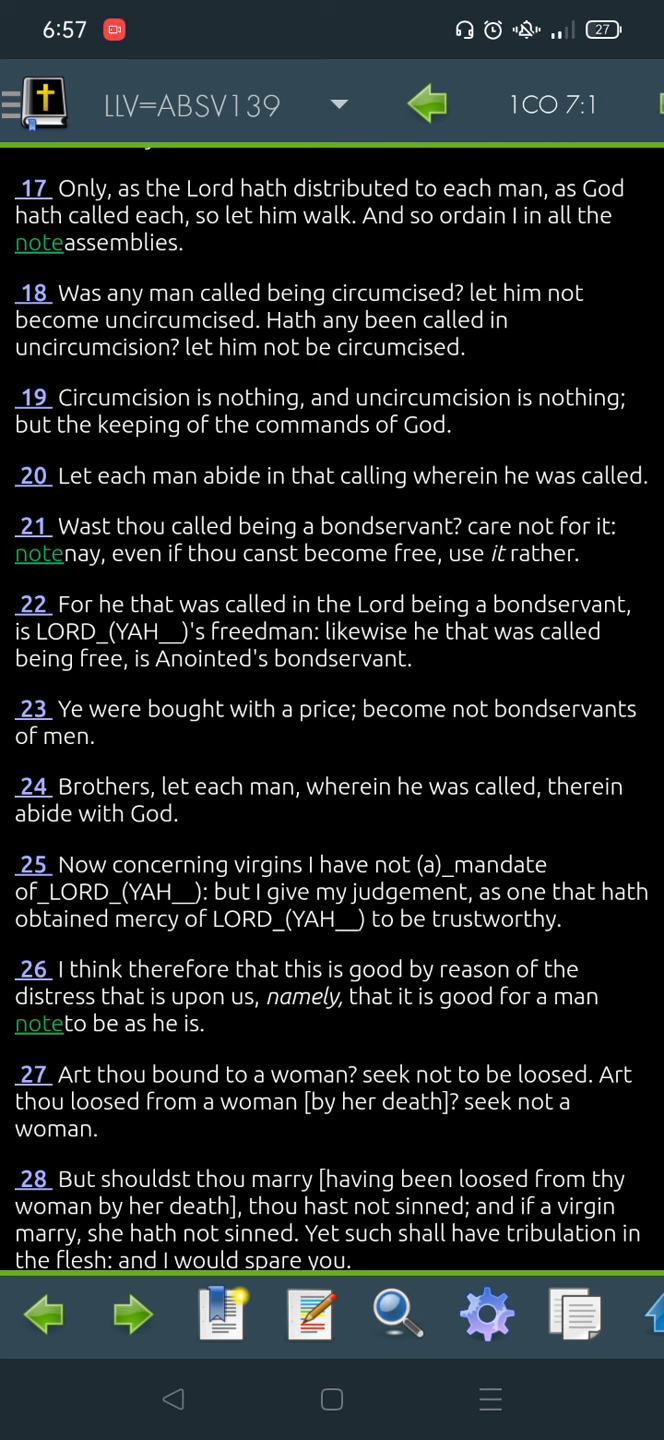 6:57
27
LLV=ABSV139
1CO 7:1
17 Only, as the Lord hath distributed to each man, as God
hath called each, so let him walk. And so ordain I in all the
noteassemblies.
18 Was any man called being circumcised? let him not
become uncircumcised. Hath any been called in
uncircumcision? let him not be circumcised.
19 Circumcision is nothing, and uncircumcision is nothing;
but the keeping of the commands of God.
20 Let each man abide in that calling wherein he was called.
21 Wast thou called being a bondservant? care not for it:
notenay, even if thou canst become free, use it rather.
22 For he that was called in the Lord being a bondservant,
is LORD_(YAH__)'s freedman: likewise he that was called
being free, is Anointed's bondservant.
23 Ye were bought with a price; become not bondservants
of men.
24 Brothers, let each man, wherein he was called, therein
abide with God.
25 Now concerning virgins I have not (a)_mandate
of_LORD_(YAH__): but I give my judgement, as one that hath
obtained mercy of LORD_(YAH__) to be trustworthy.
26 I think therefore that this is good by reason of the
distress that is upon us, namely, that it is good for a man
noteto be as he is.
27 Art thou bound to a woman? seek not to be loosed. Art
thou loosed from a woman [by her death]? seek not a
woman.
28 But shouldst thou marry [having been loosed from thy
woman by her death], thou hast not sinned; and if a virgin
marry, she hath not sinned. Yet such shall have tribulation in
the flesh: and I would spare you.